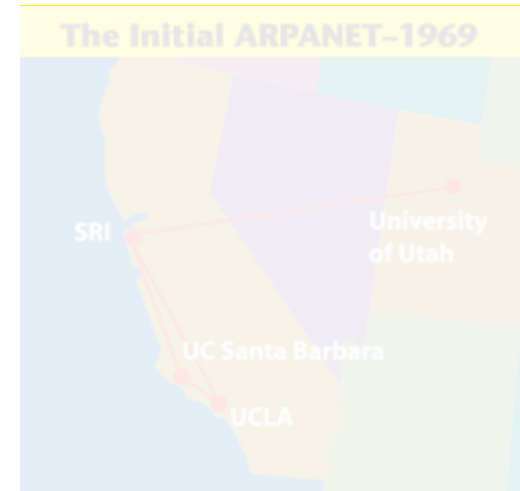 The Initial ARPANET–1969
SRI
University
of Utah
UC Santa Barbara
UCLA